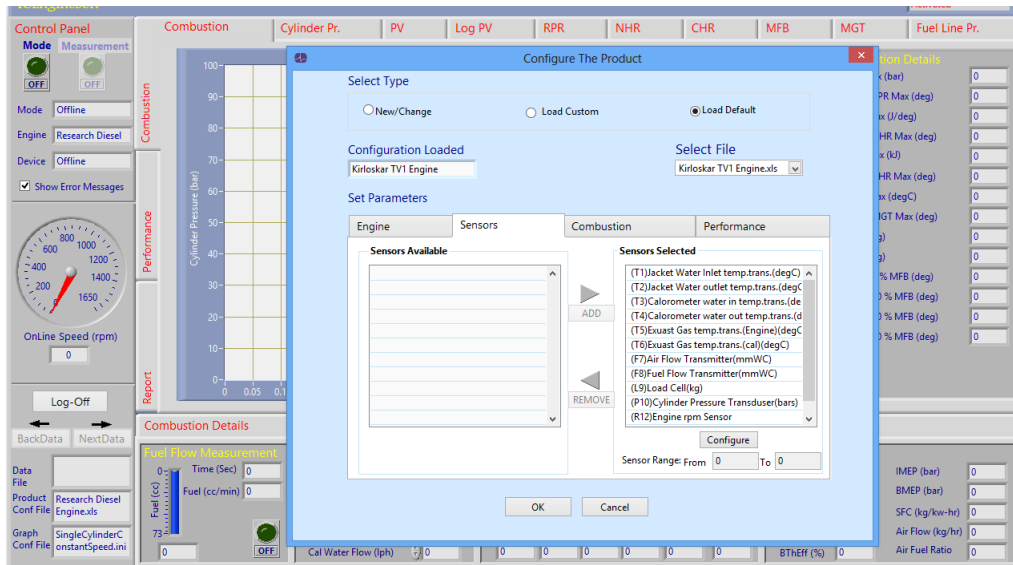 Control Panel
Mode Measurement
OFF OFF
Mode Offline
Engine Research Diesel
Device Offline
Show Error Messages
800
600 1000
1200
400
1400
200
1650
0
OnLine Speed (rpm)
0
Log-Off
BackData NextData
Data
File
Product
Conf File
Research Diesel
Engine.xls
Graph
Conf File
SingleCylinderC
onstantSpeed.ini
Combustion Cylinder Pr. PV Log PV RPR NHR CHR MFB MGT Fuel Line Pr.
Combustion
Performance
Report
Cylinder Pressure (bar)
100
90
80
70
60
50
40
30
20
10
0
0 0.05 0.1
Configure The Product
Select Type
New/Change Load Custom Load Default
Configuration Loaded Select File
Kirloskar TV1 Engine Kirloskar TV1 Engine.xls
Set Parameters
Engine Sensors Combustion Performance
Sensors Available Sensors Selected
(T1)Jacket Water Inlet temp.trans.(degC)
(T2)Jacket Water outlet temp.trans.(degC
(T3)Calorometer water in temp.trans.(de
(T4)Calorometer water out temp.trans.(d
(T5)Exuast Gas temp.trans.(Engine)(degC
(T6)Exuast Gas temp.trans.(cal)(degC)
(F7)Air Flow Transmitter(mmWC)
(F8)Fuel Flow Transmitter(mmWC)
(L9)Load Cell(kg)
(P10)Cylinder Pressure Transduser(bars)
(R12)Engine rpm Sensor
ADD
REMOVE
Configure
Sensor Range: From 0 To 0
OK Cancel
tion Details
x (bar) 0
PR Max (deg) 0
x (J/deg) 0
HR Max (deg) 0
x (kJ) 0
HR Max (deg) 0
x (degC) 0
GT Max (deg) 0
g) 0
g) 0
% MFB (deg) 0
0 % MFB (deg) 0
0 % MFB (deg) 0
0 % MFB (deg) 0
Combustion Details
Fuel Flow Measurement
0
Fuel (cc)
73
Time (Sec) 0
Fuel (cc/min) 0
0 OFF
Cal Water Flow (lph) 0
0 0 0 0 0 0
BThEff (%) 0
IMEP (bar) 0
BMEP (bar) 0
SFC (kg/kw-hr) 0
Air Flow (kg/hr) 0
Air Fuel Ratio 0